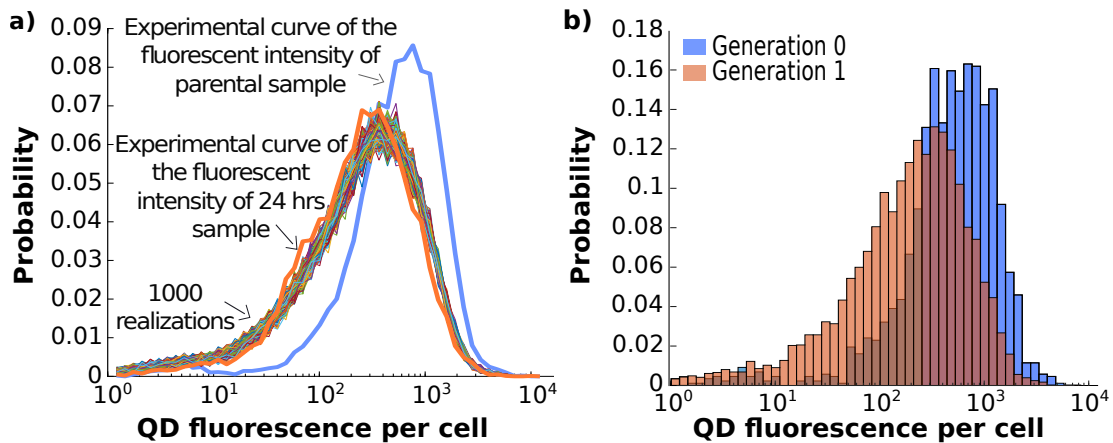 a)
Probability
0.09
0.08
0.07
0.06
0.05
0.04
0.03
0.02
0.01
0
Experimental curve of the
fluorescent intensity of
parental sample
Experimental curve of
the fluorescent
intensity of 24 hrs
sample
1000
realizations
10^0
10^1
10^2
10^3
10^4
QD fluorescence per cell
b)
Probability
0.18
0.16
0.14
0.12
0.10
0.08
0.06
0.04
0.02
0
Generation 0
Generation 1
10^0
10^1
10^2
10^3
10^4
QD fluorescence per cell